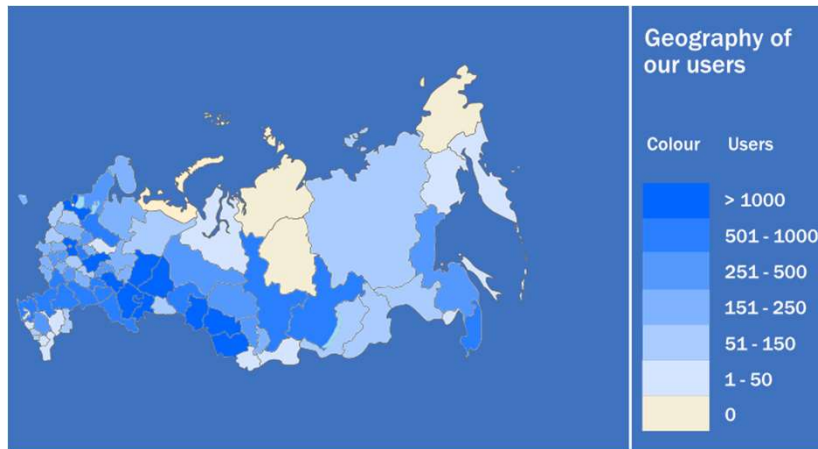 Geography of
our users
Colour Users
> 1000
501 - 1000
251 - 500
151 - 250
51 - 150
1 - 50
0